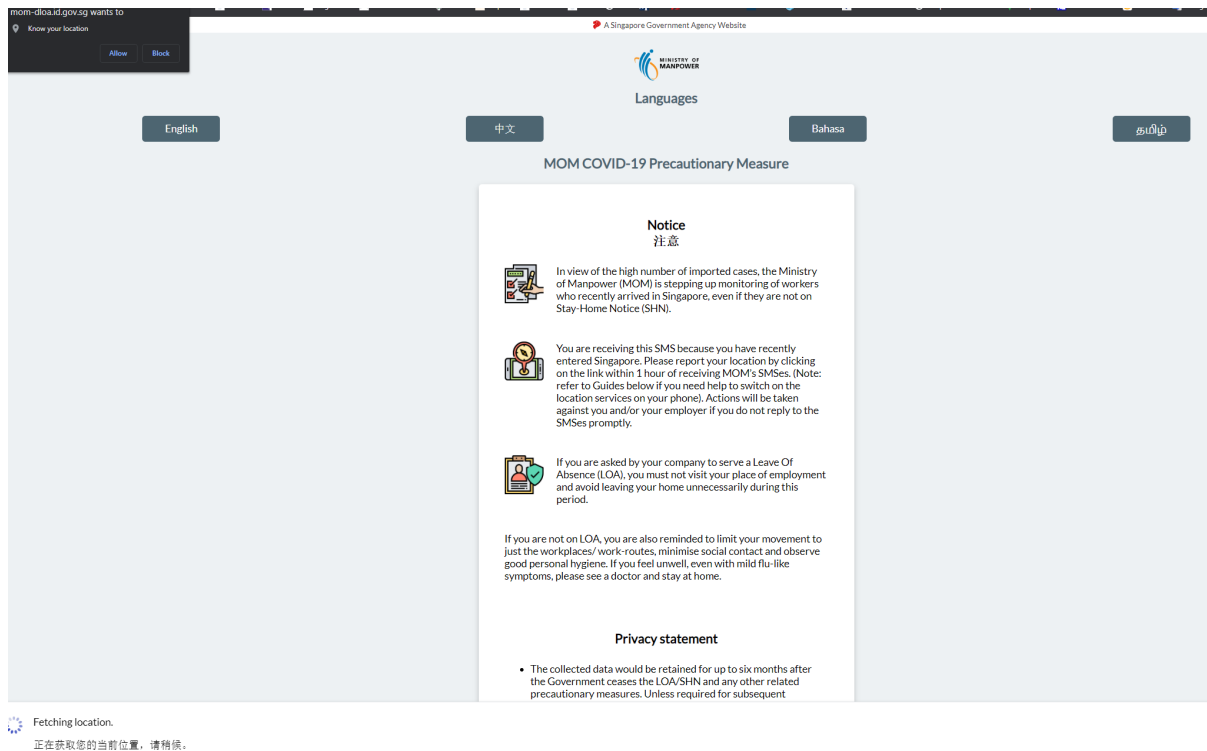 mom-dloa.id.gov.sg wants to
Know your location
Allow
Block
A Singapore Government Agency Website
MINISTRY OF
MANPOWER
Languages
English
中文
Bahasa
தமிழ்
MOM COVID-19 Precautionary Measure
Notice
注意
In view of the high number of imported cases, the Ministry
of Manpower (MOM) is stepping up monitoring of workers
who recently arrived in Singapore, even if they are not on
Stay-Home Notice (SHN).
You are receiving this SMS because you have recently
entered Singapore. Please report your location by clicking
on the link within 1 hour of receiving MOM's SMSes. (Note:
refer to Guides below if you need help to switch on the
location services on your phone). Actions will be taken
against you and/or your employer if you do not reply to the
SMSes promptly.
If you are asked by your company to serve a Leave Of
Absence (LOA), you must not visit your place of employment
and avoid leaving your home unnecessarily during this
period.
If you are not on LOA, you are also reminded to limit your movement to
just the workplaces/ work-routes, minimise social contact and observe
good personal hygiene. If you feel unwell, even with mild flu-like
symptoms, please see a doctor and stay at home.
Privacy statement
• The collected data would be retained for up to six months after
the Government ceases the LOA/SHN and any other related
precautionary measures. Unless required for subsequent
Fetching location.
正在获取您的当前位置，请稍候。